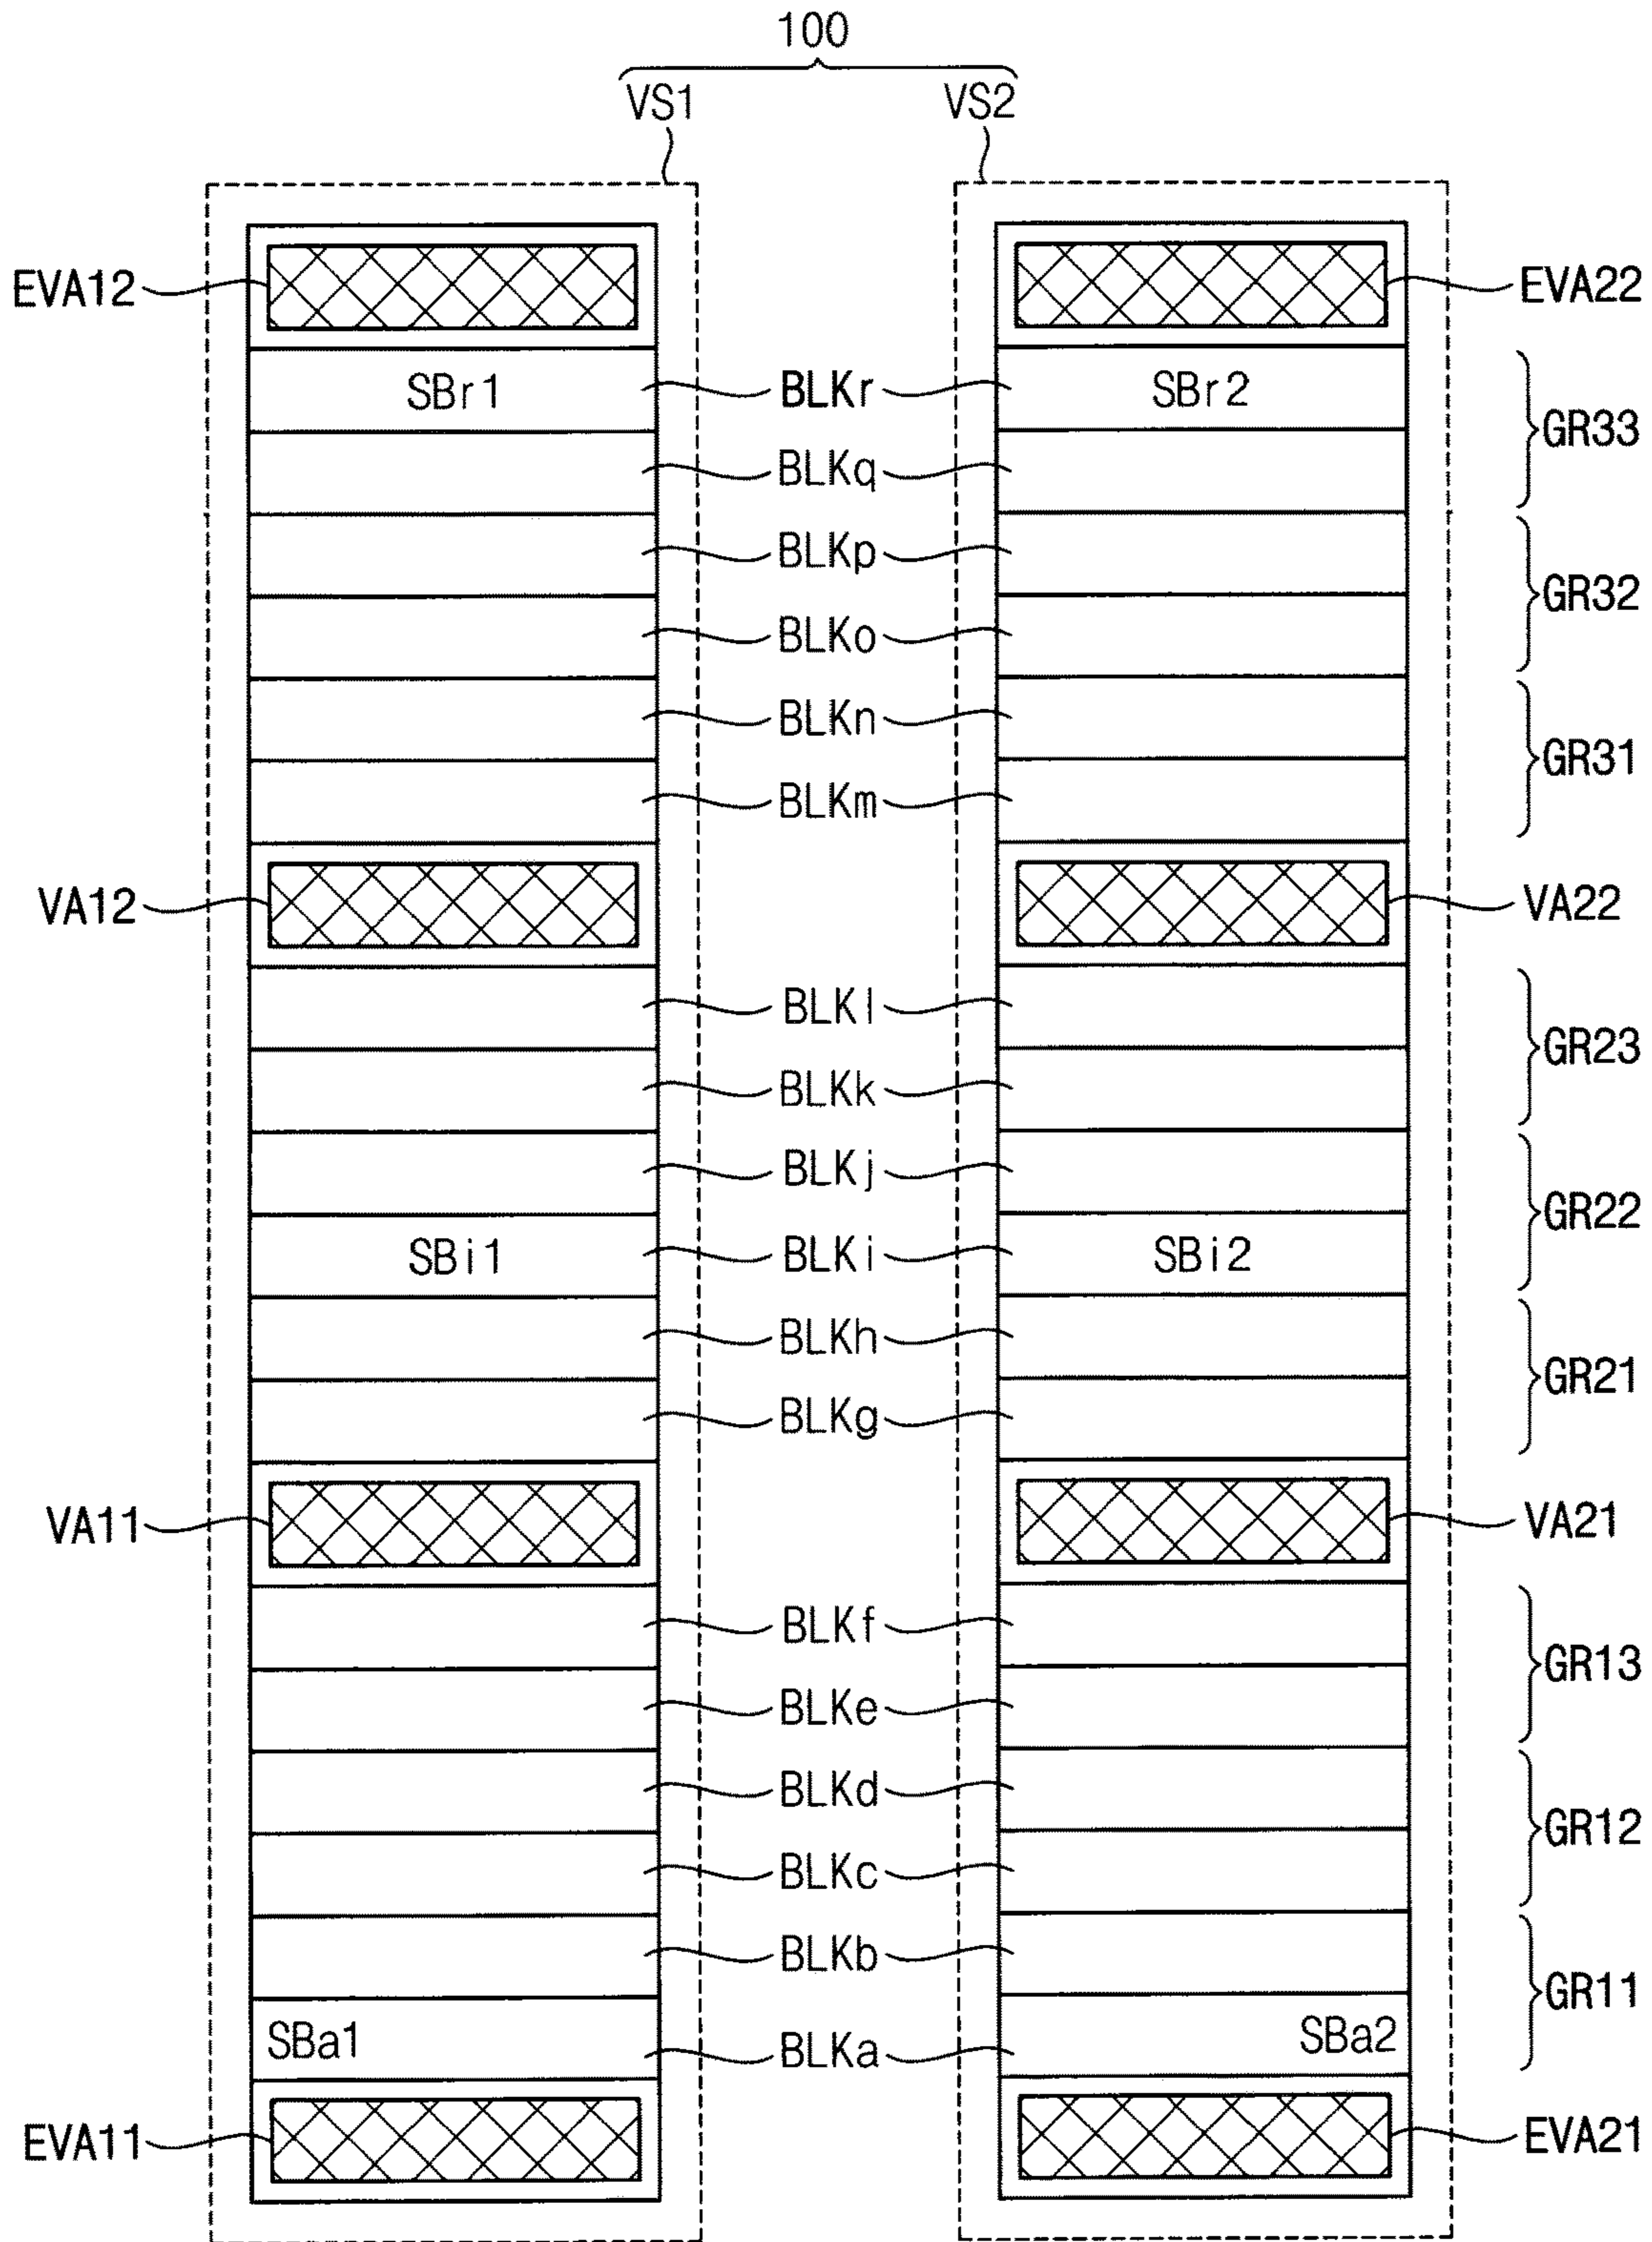 100
VS1 VS2
EVA12 EVA22
SBr1 BLKr SBr2
GR33
BLKq
BLKp
GR32
BLKo
BLKn
GR31
BLKm
VA12 VA22
BLKl
GR23
BLKk
BLKj
GR22
SBi1 BLKi SBi2
BLKh
GR21
BLKg
VA11 VA21
BLKf
GR13
BLKe
BLKd
GR12
BLKc
BLKb
GR11
SBa1 BLKa SBa2
EVA11 EVA21